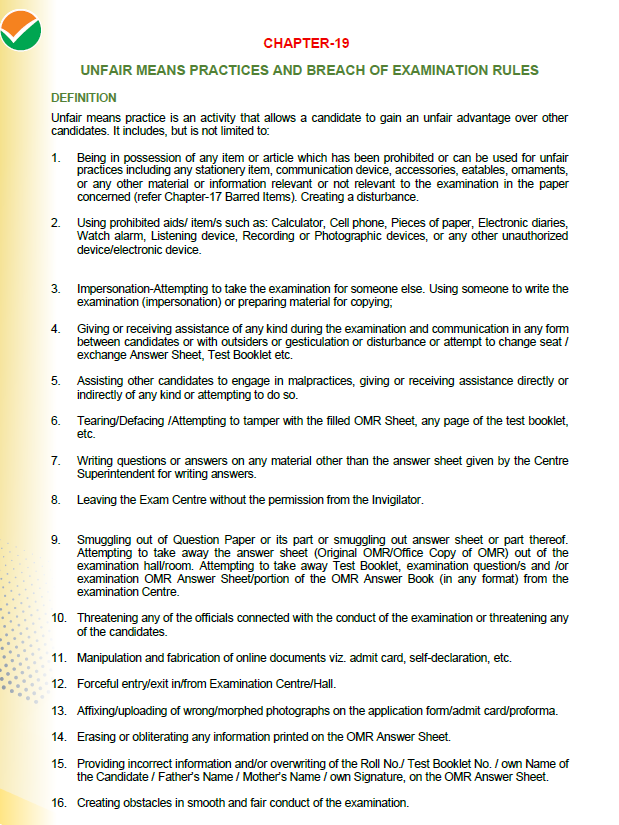 CHAPTER-19
UNFAIR MEANS PRACTICES AND BREACH OF EXAMINATION RULES
DEFINITION
Unfair means practice is an activity that allows a candidate to gain an unfair advantage over other
candidates. It includes, but is not limited to:
1. Being in possession of any item or article which has been prohibited or can be used for unfair
practices including any stationery item, communication device, accessories, eatables, ornaments,
or any other material or information relevant or not relevant to the examination in the paper
concerned (refer Chapter-17 Barred Items). Creating a disturbance.
2. Using prohibited aids/ item/s such as: Calculator, Cell phone, Pieces of paper, Electronic diaries,
Watch alarm, Listening device, Recording or Photographic devices, or any other unauthorized
device/electronic device.
3. Impersonation-Attempting to take the examination for someone else. Using someone to write the
examination (impersonation) or preparing material for copying;
4. Giving or receiving assistance of any kind during the examination and communication in any form
between candidates or with outsiders or gesticulation or disturbance or attempt to change seat /
exchange Answer Sheet, Test Booklet etc.
5. Assisting other candidates to engage in malpractices, giving or receiving assistance directly or
indirectly of any kind or attempting to do so.
6. Tearing/Defacing /Attempting to tamper with the filled OMR Sheet, any page of the test booklet,
etc.
7. Writing questions or answers on any material other than the answer sheet given by the Centre
Superintendent for writing answers.
8. Leaving the Exam Centre without the permission from the Invigilator.
9. Smuggling out of Question Paper or its part or smuggling out answer sheet or part thereof.
Attempting to take away the answer sheet (Original OMR/Office Copy of OMR) out of the
examination hall/room. Attempting to take away Test Booklet, examination question/s and /or
examination OMR Answer Sheet/portion of the OMR Answer Book (in any format) from the
examination Centre.
10. Threatening any of the officials connected with the conduct of the examination or threatening any
of the candidates.
11. Manipulation and fabrication of online documents viz. admit card, self-declaration, etc.
12. Forceful entry/exit in/from Examination Centre/Hall.
13. Affixing/uploading of wrong/morphed photographs on the application form/admit card/proforma.
14. Erasing or obliterating any information printed on the OMR Answer Sheet.
15. Providing incorrect information and/or overwriting of the Roll No./ Test Booklet No. / own Name of
the Candidate / Father's Name / Mother's Name / own Signature, on the OMR Answer Sheet.
16. Creating obstacles in smooth and fair conduct of the examination.